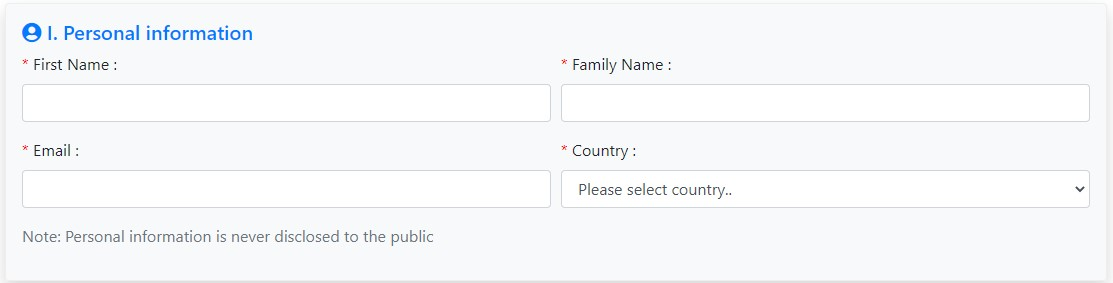 I. Personal information
* First Name :
* Family Name :
* Email :
* Country :
Please select country..
Note: Personal information is never disclosed to the public